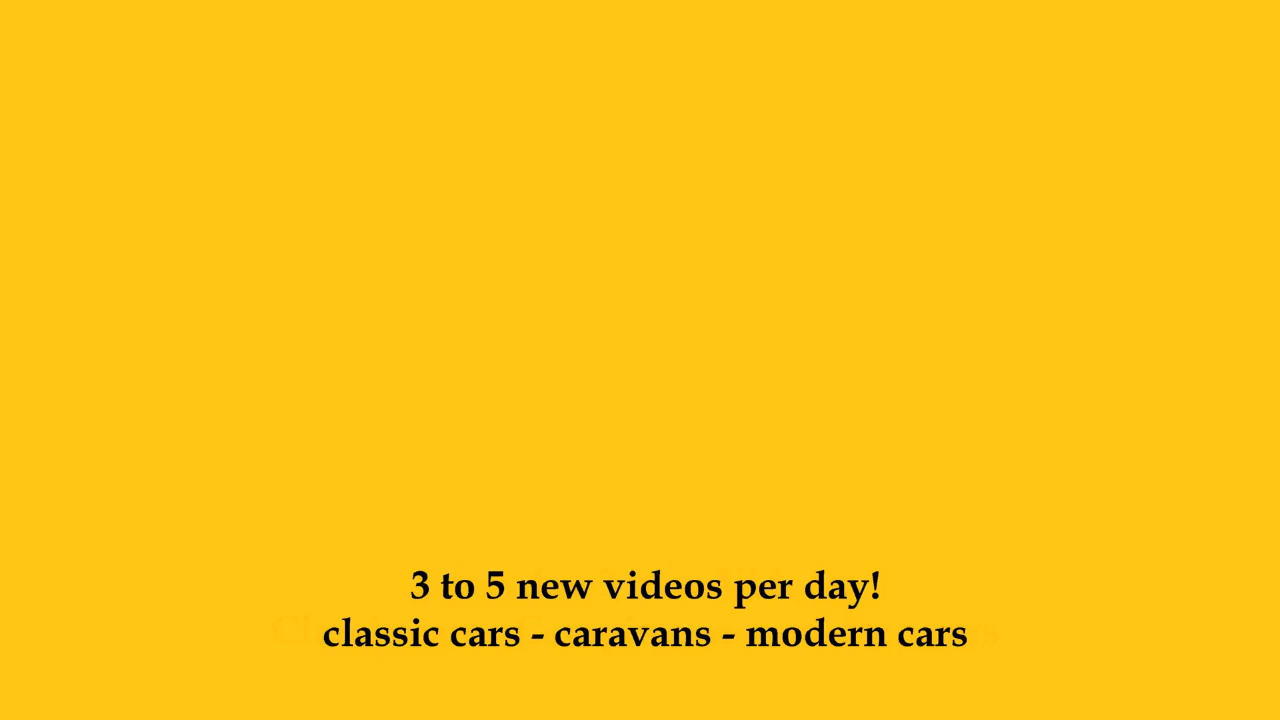 3 to 5 new videos per day!
classic cars - caravans - modern cars